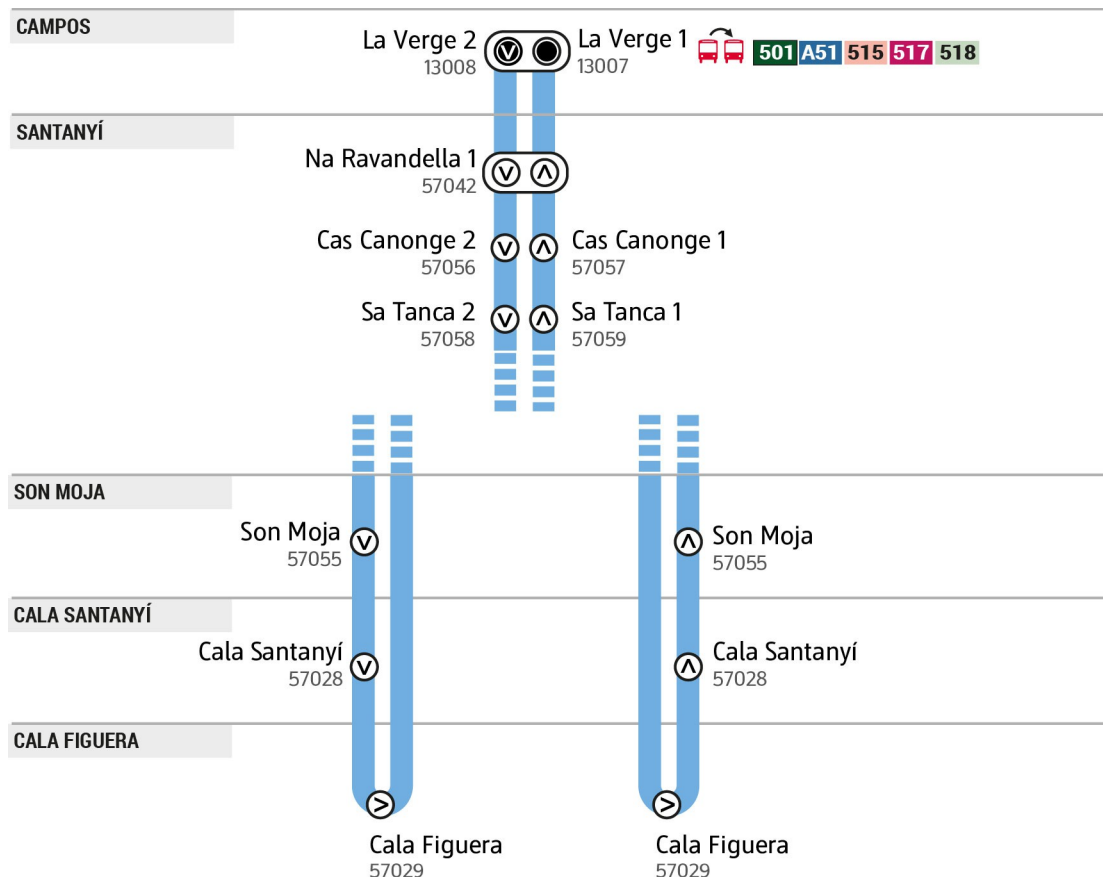 CAMPOS
La Verge 2
13008
La Verge 1
13007
501 A51 515 517 518
SANTANYÍ
Na Ravandella 1
57042
Cas Canonge 2
57056
Cas Canonge 1
57057
Sa Tanca 2
57058
Sa Tanca 1
57059
SON MOJA
Son Moja
57055
Son Moja
57055
CALA SANTANYÍ
Cala Santanyí
57028
Cala Santanyí
57028
CALA FIGUERA
Cala Figuera
57029
Cala Figuera
57029